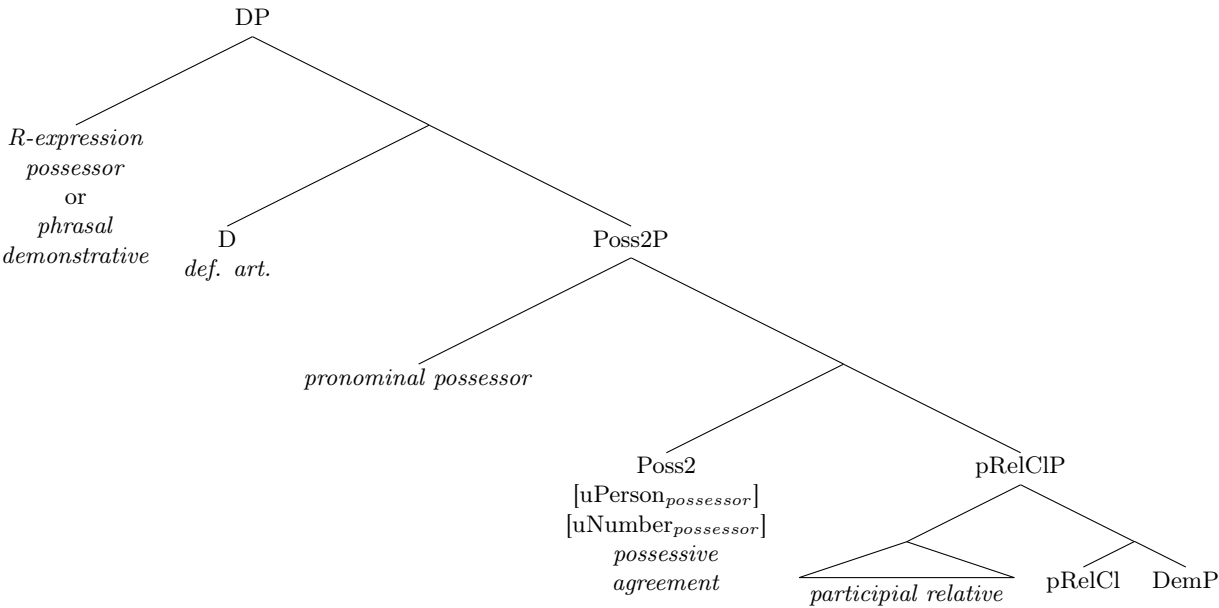 DP
R-expression
possessor
or
phrasal
demonstrative
D
def. art.
Poss2P
pronominal possessor
Poss2
[uPerson_possessor]
[uNumber_possessor]
possessive
agreement
pRelClP
participial relative
pRelCl
DemP